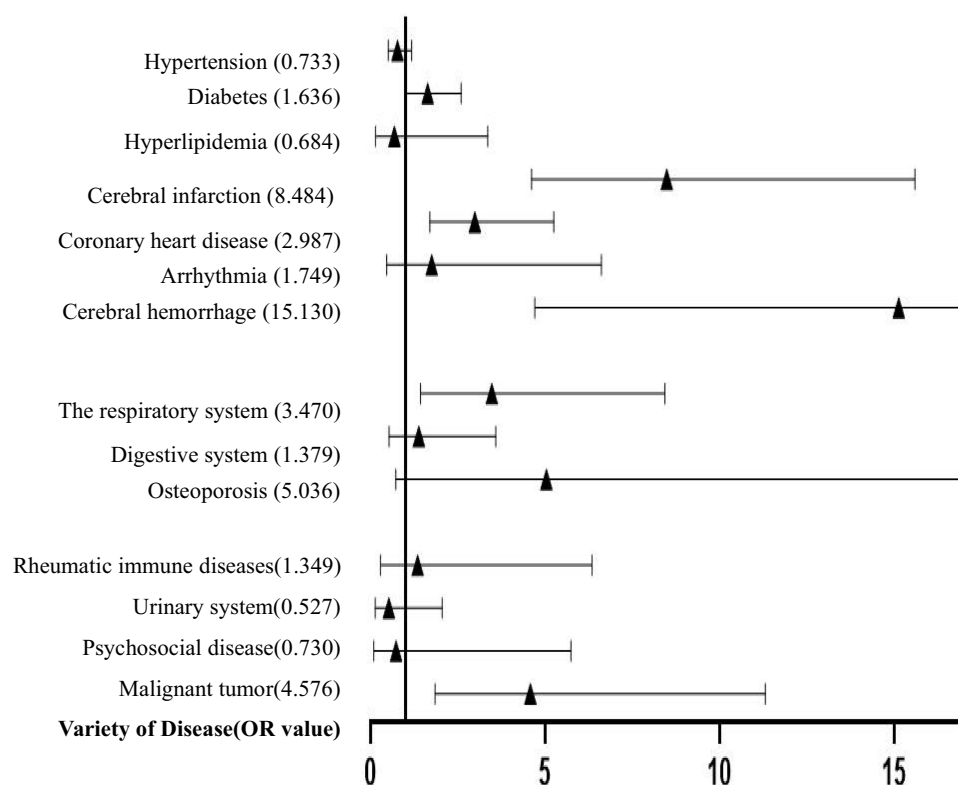 Hypertension (0.733)
Diabetes (1.636)
Hyperlipidemia (0.684)
Cerebral infarction (8.484)
Coronary heart disease (2.987)
Arrhythmia (1.749)
Cerebral hemorrhage (15.130)
The respiratory system (3.470)
Digestive system (1.379)
Osteoporosis (5.036)
Rheumatic immune diseases(1.349)
Urinary system(0.527)
Psychosocial disease(0.730)
Malignant tumor(4.576)
Variety of Disease(OR value)
0 5 10 15